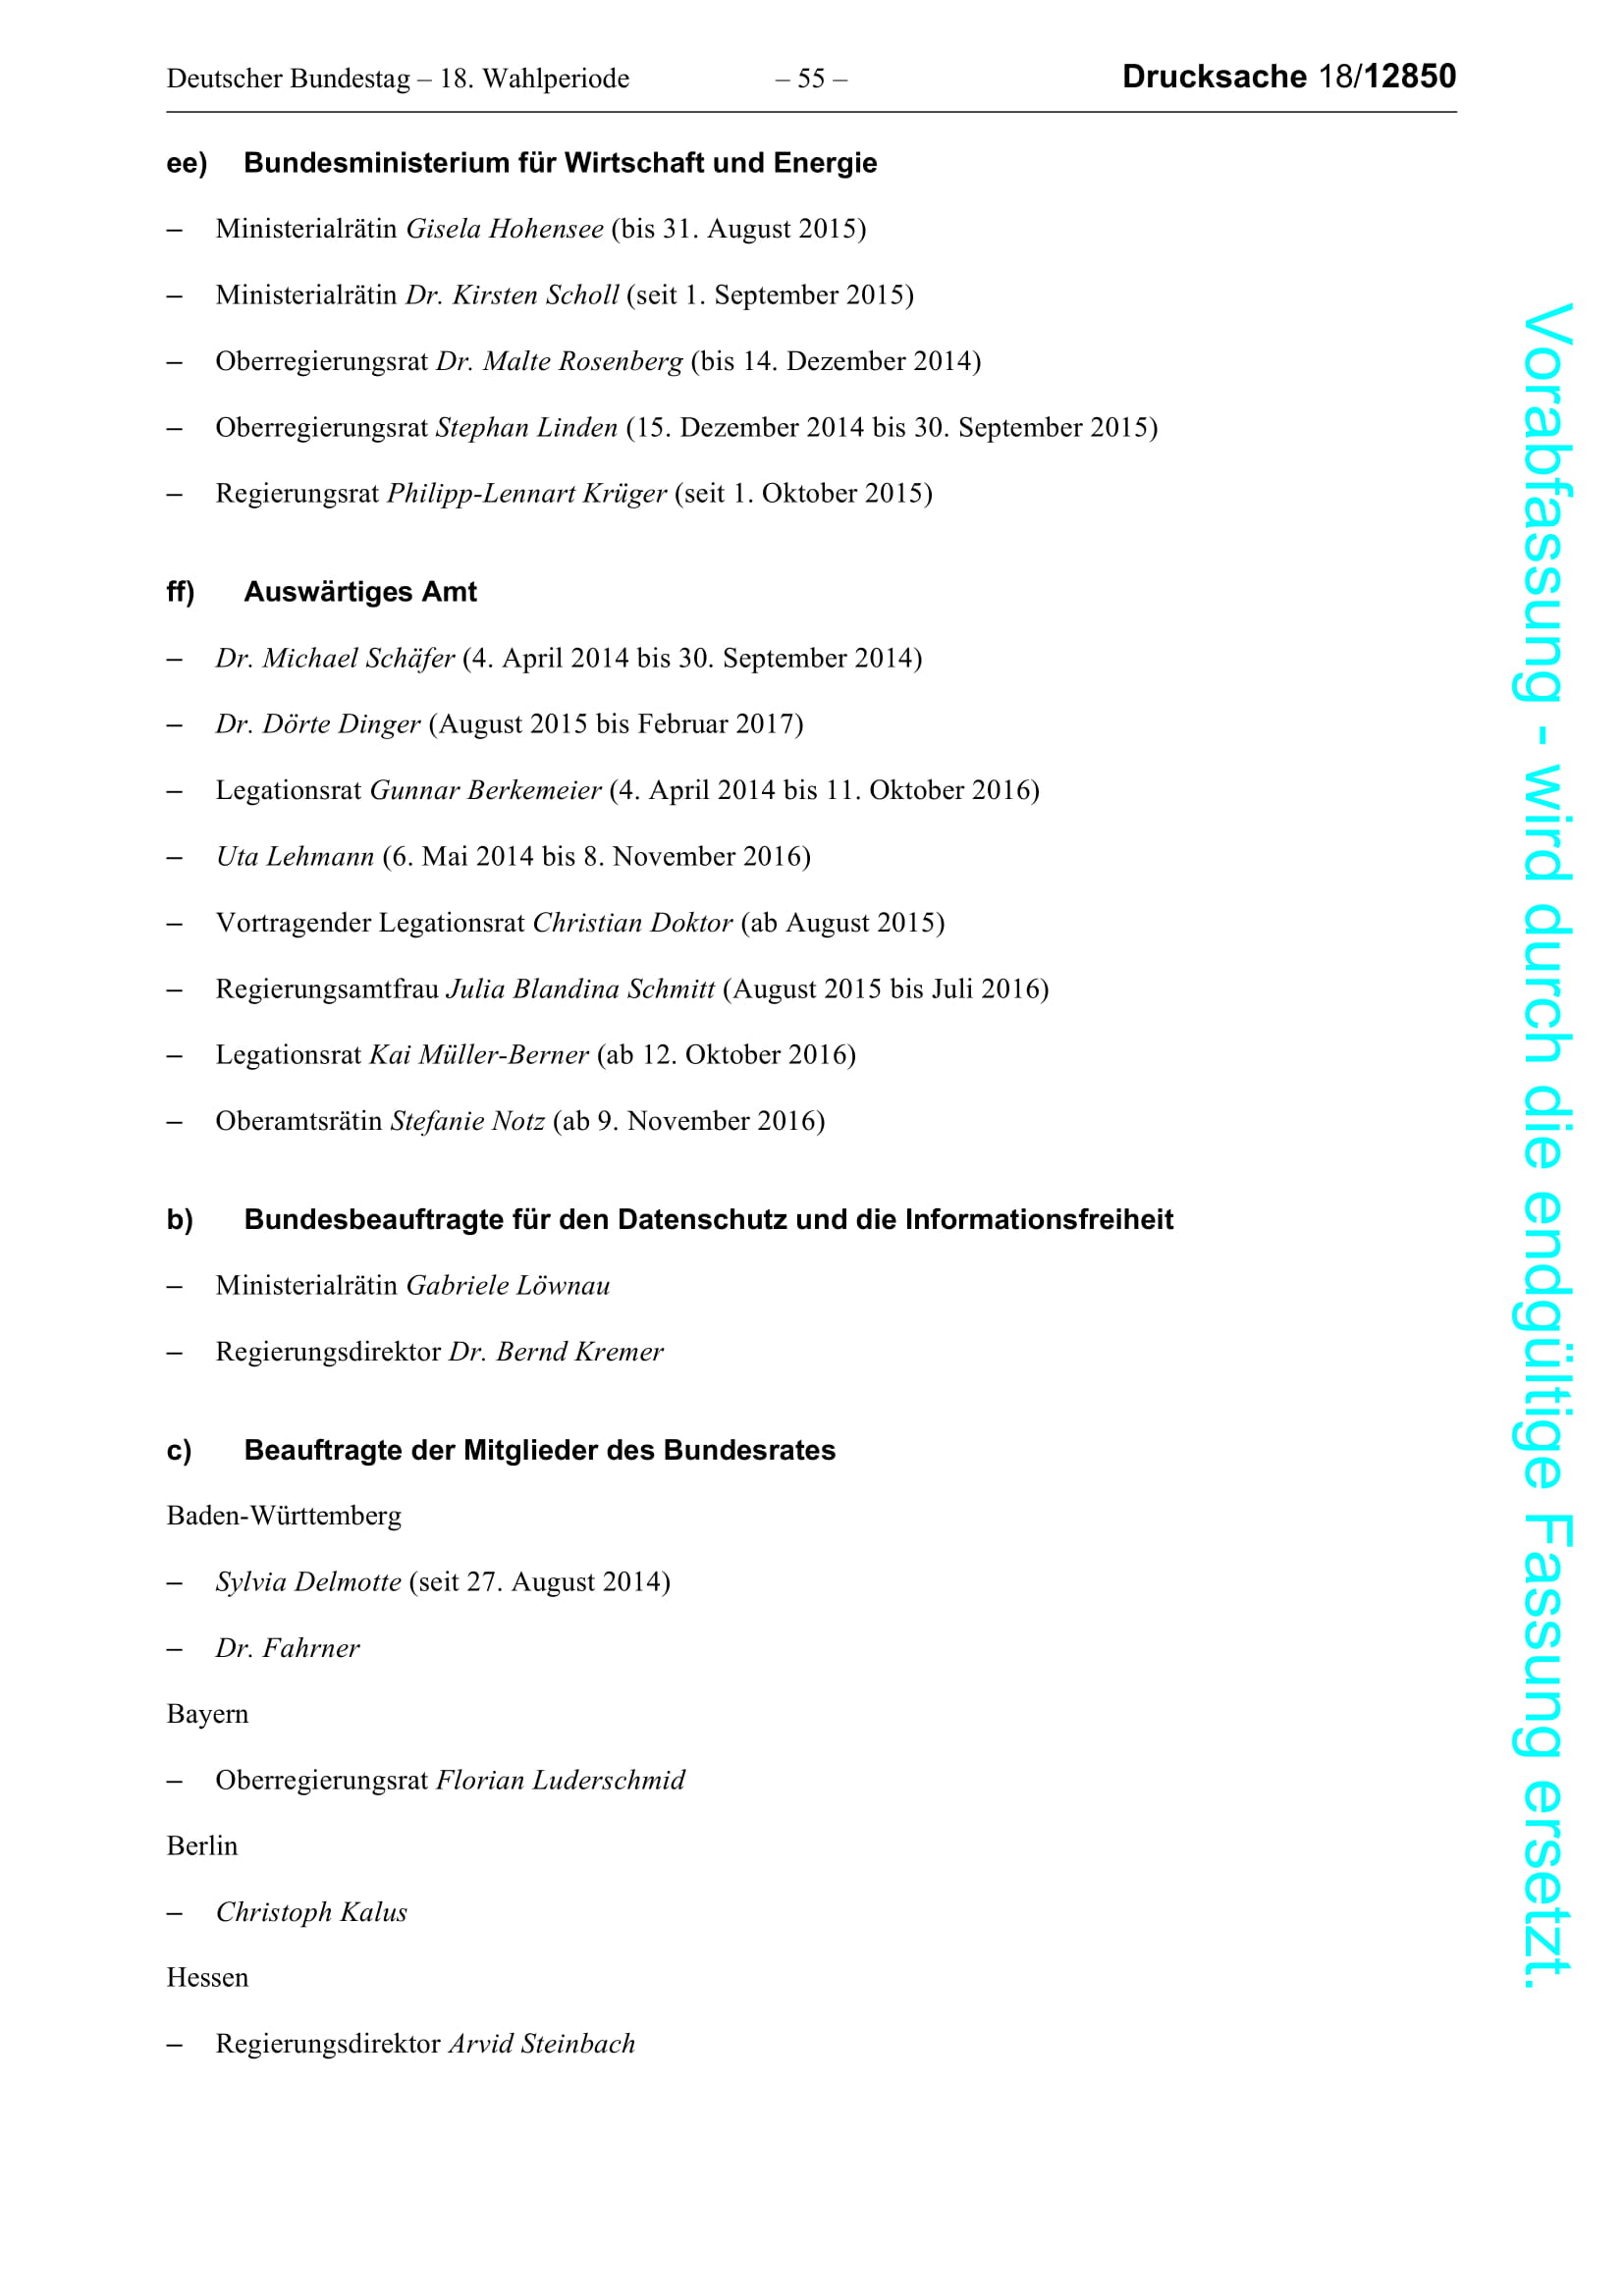 Deutscher Bundestag – 18. Wahlperiode – 55 – Drucksache 18/12850
ee) Bundesministerium für Wirtschaft und Energie
– Ministerialrätin Gisela Hohensee (bis 31. August 2015)
– Ministerialrätin Dr. Kirsten Scholl (seit 1. September 2015)
– Oberregierungsrat Dr. Malte Rosenberg (bis 14. Dezember 2014)
– Oberregierungsrat Stephan Linden (15. Dezember 2014 bis 30. September 2015)
– Regierungsrat Philipp-Lennart Krüger (seit 1. Oktober 2015)
ff) Auswärtiges Amt
– Dr. Michael Schäfer (4. April 2014 bis 30. September 2014)
– Dr. Dörte Dinger (August 2015 bis Februar 2017)
– Legationsrat Gunnar Berkemeier (4. April 2014 bis 11. Oktober 2016)
– Uta Lehmann (6. Mai 2014 bis 8. November 2016)
– Vortragender Legationsrat Christian Doktor (ab August 2015)
– Regierungsamtfrau Julia Blandina Schmitt (August 2015 bis Juli 2016)
– Legationsrat Kai Müller-Berner (ab 12. Oktober 2016)
– Oberamtsrätin Stefanie Notz (ab 9. November 2016)
b) Bundesbeauftragte für den Datenschutz und die Informationsfreiheit
– Ministerialrätin Gabriele Löwnau
– Regierungsdirektor Dr. Bernd Kremer
c) Beauftragte der Mitglieder des Bundesrates
Baden-Württemberg
– Sylvia Delmotte (seit 27. August 2014)
– Dr. Fahrner
Bayern
– Oberregierungsrat Florian Luderschmid
Berlin
– Christoph Kalus
Hessen
– Regierungsdirektor Arvid Steinbach
Vorabfassung - wird durch die endgültige Fassung ersetzt.